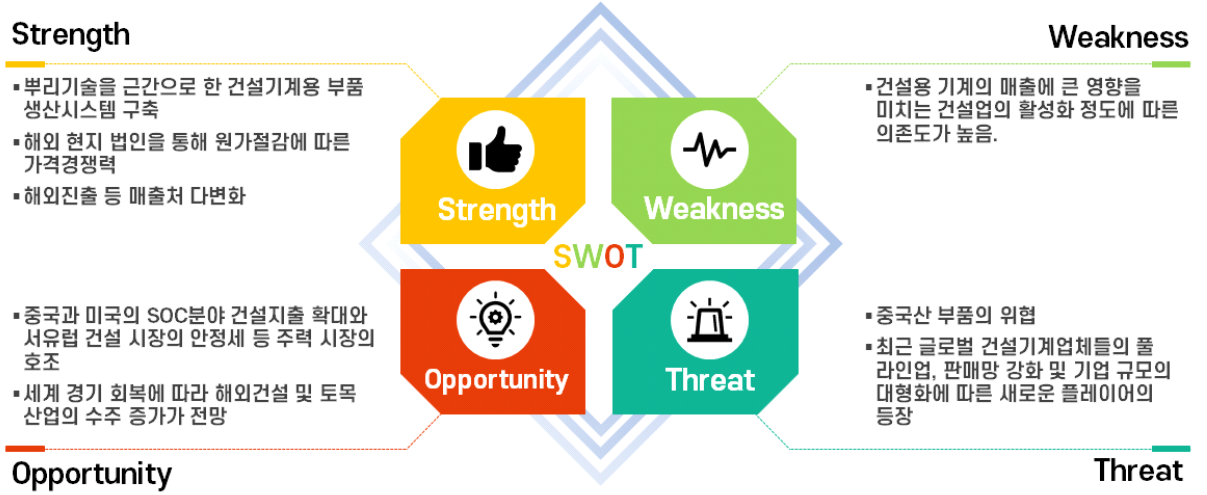 Strength
▪뿌리기술을 근간으로 한 건설기계용 부품
생산시스템 구축
▪해외 현지 법인을 통해 원가절감에 따른
가격경쟁력
▪해외진출 등 매출처 다변화
Weakness
▪건설용 기계의 매출에 큰 영향을
미치는 건설업의 활성화 정도에 따른
의존도가 높음.
Strength
Weakness
SWOT
Opportunity
Threat
▪중국과 미국의 SOC분야 건설지출 확대와
서유럽 건설 시장의 안정세 등 주력 시장의
호조
▪세계 경기 회복에 따라 해외건설 및 토목
산업의 수주 증가가 전망
Opportunity
▪중국산 부품의 위협
▪최근 글로벌 건설기계업체들의 풀
라인업, 판매망 강화 및 기업 규모의
대형화에 따른 새로운 플레이어의
등장
Threat